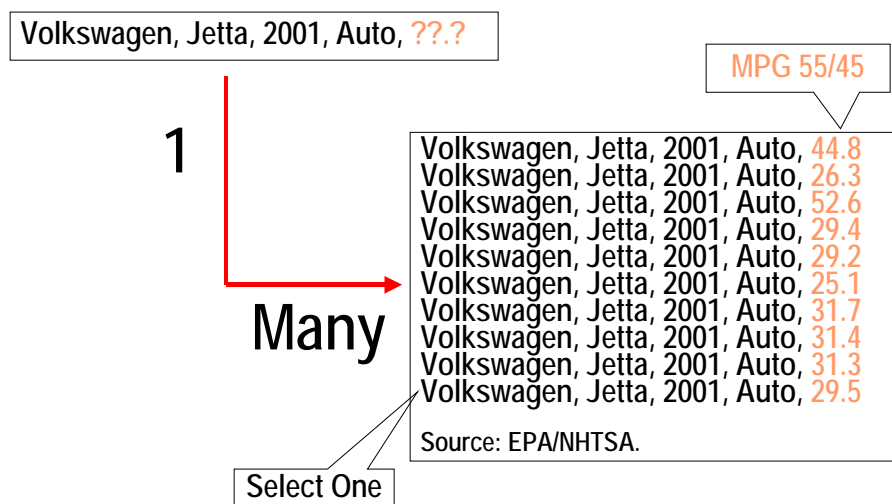 Volkswagen, Jetta, 2001, Auto, ??.?
MPG 55/45
1
Many
Volkswagen, Jetta, 2001, Auto, 44.8
Volkswagen, Jetta, 2001, Auto, 26.3
Volkswagen, Jetta, 2001, Auto, 52.6
Volkswagen, Jetta, 2001, Auto, 29.4
Volkswagen, Jetta, 2001, Auto, 29.2
Volkswagen, Jetta, 2001, Auto, 25.1
Volkswagen, Jetta, 2001, Auto, 31.7
Volkswagen, Jetta, 2001, Auto, 31.4
Volkswagen, Jetta, 2001, Auto, 31.3
Volkswagen, Jetta, 2001, Auto, 29.5
Source: EPA/NHTSA.
Select One